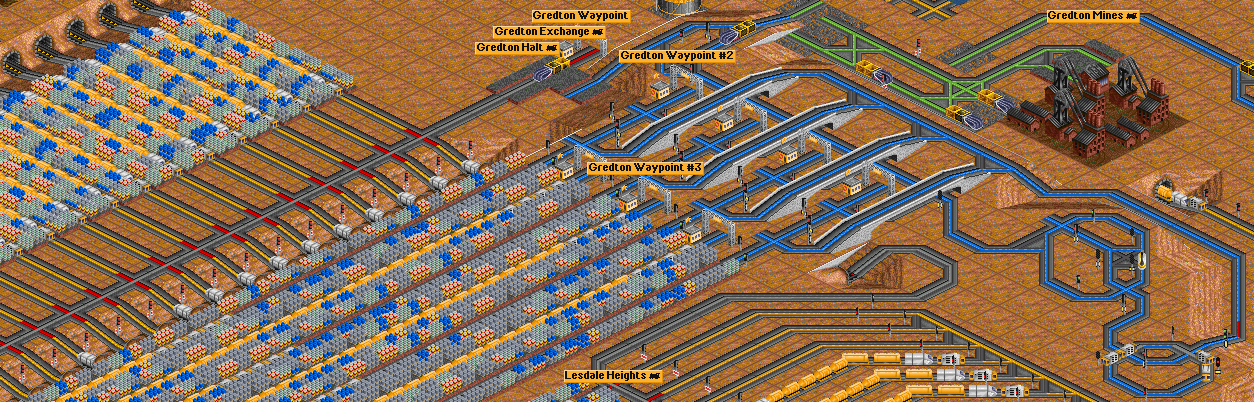 Gredton Waypoint
Gredton Mines
Gredton Exchange
Gredton Halt
Gredton Waypoint #2
Gredton Waypoint #3
Lesdale Heights